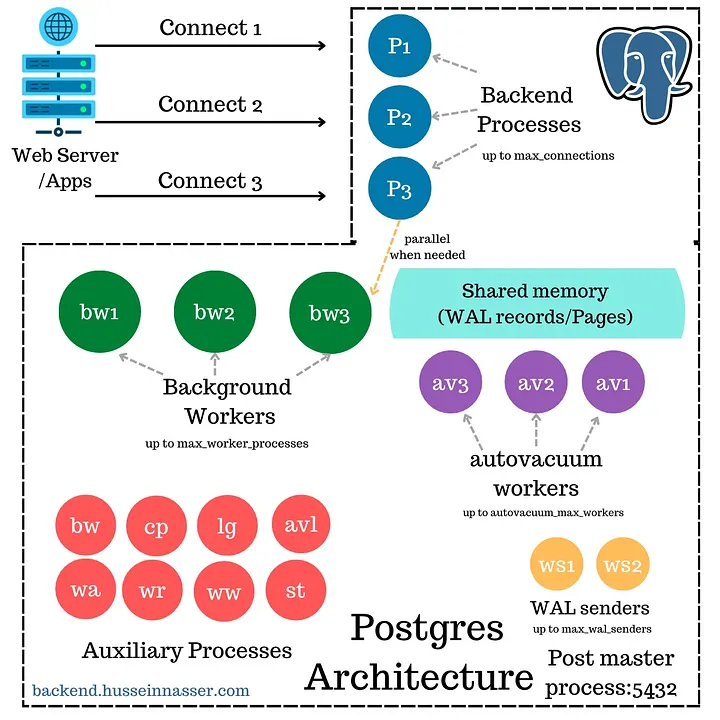 Connect 1
Connect 2
Connect 3
Web Server
/Apps
P1
P2
P3
Backend
Processes
up to max_connections
parallel
when needed
bw1
bw2
bw3
Background
Workers
up to max_worker_processes
Shared memory
(WAL records/Pages)
av3
av2
av1
autovacuum
workers
up to autovacuum_max_workers
bw
cp
lg
avl
wa
wr
ww
st
Auxiliary Processes
ws1
ws2
WAL senders
up to max_wal_senders
Postgres
Architecture
Post master
process:5432
backend.husseinnasser.com